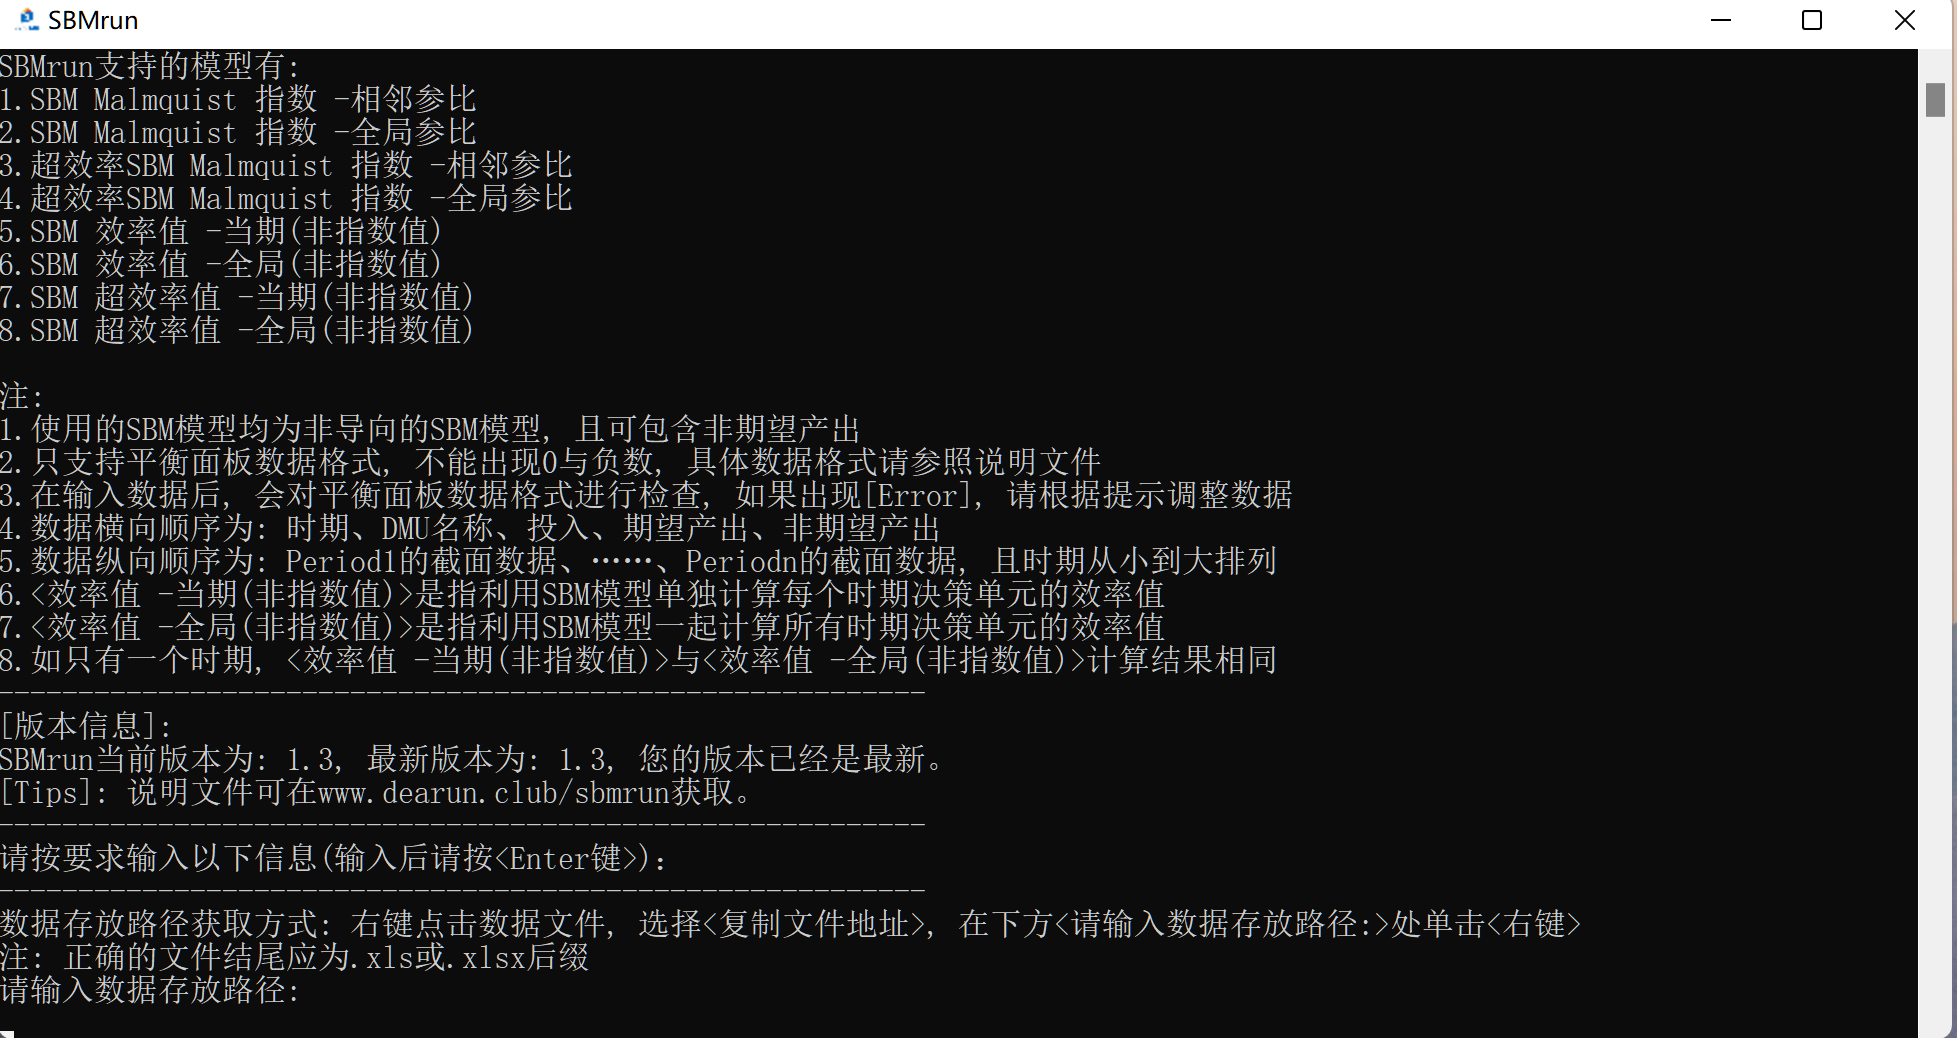 SBMrun
SBMrun支持的模型有:
1.SBM Malmquist 指数 -相邻参比
2.SBM Malmquist 指数 -全局参比
3.超效率SBM Malmquist 指数 -相邻参比
4.超效率SBM Malmquist 指数 -全局参比
5.SBM 效率值 -当期(非指数值)
6.SBM 效率值 -全局(非指数值)
7.SBM 超效率值 -当期(非指数值)
8.SBM 超效率值 -全局(非指数值)
注:
1.使用的SBM模型均为非导向的SBM模型, 且可包含非期望产出
2.只支持平衡面板数据格式, 不能出现0与负数, 具体数据格式请参照说明文件
3.在输入数据后, 会对平衡面板数据格式进行检查, 如果出现[Error], 请根据提示调整数据
4.数据横向顺序为: 时期、DMU名称、投入、期望产出、非期望产出
5.数据纵向顺序为: Period1的截面数据、……、Periodn的截面数据, 且时期从小到大排列
6.<效率值 -当期(非指数值)>是指利用SBM模型单独计算每个时期决策单元的效率值
7.<效率值 -全局(非指数值)>是指利用SBM模型一起计算所有时期决策单元的效率值
8.如只有一个时期, <效率值 -当期(非指数值)>与<效率值 -全局(非指数值)>计算结果相同
----------------------------------------------------------
[版本信息]:
SBMrun当前版本为: 1.3, 最新版本为: 1.3, 您的版本已经是最新。
[Tips]: 说明文件可在www.dearun.club/sbmrun获取。
----------------------------------------------------------
请按要求输入以下信息(输入后请按<Enter键>):
----------------------------------------------------------
数据存放路径获取方式: 右键点击数据文件, 选择<复制文件地址>, 在下方<请输入数据存放路径:>处单击<右键>
注: 正确的文件结尾应为.xls或.xlsx后缀
请输入数据存放路径: